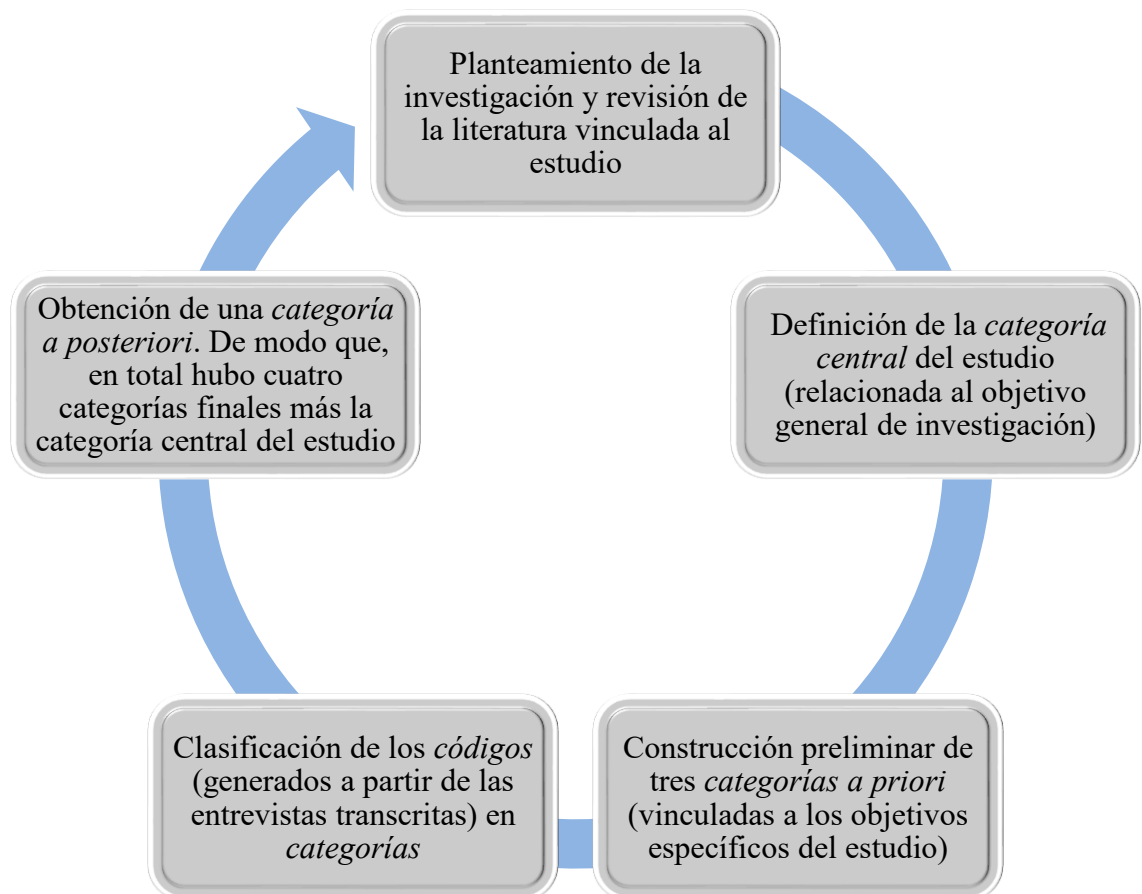 Planteamiento de la
investigación y revisión de
la literatura vinculada al
estudio
Definición de la categoría
central del estudio
(relacionada al objetivo
general de investigación)
Construcción preliminar de
tres categorías a priori
(vinculadas a los objetivos
específicos del estudio)
Clasificación de los códigos
(generados a partir de las
entrevistas transcritas) en
categorías
Obtención de una categoría
a posteriori. De modo que,
en total hubo cuatro
categorías finales más la
categoría central del estudio